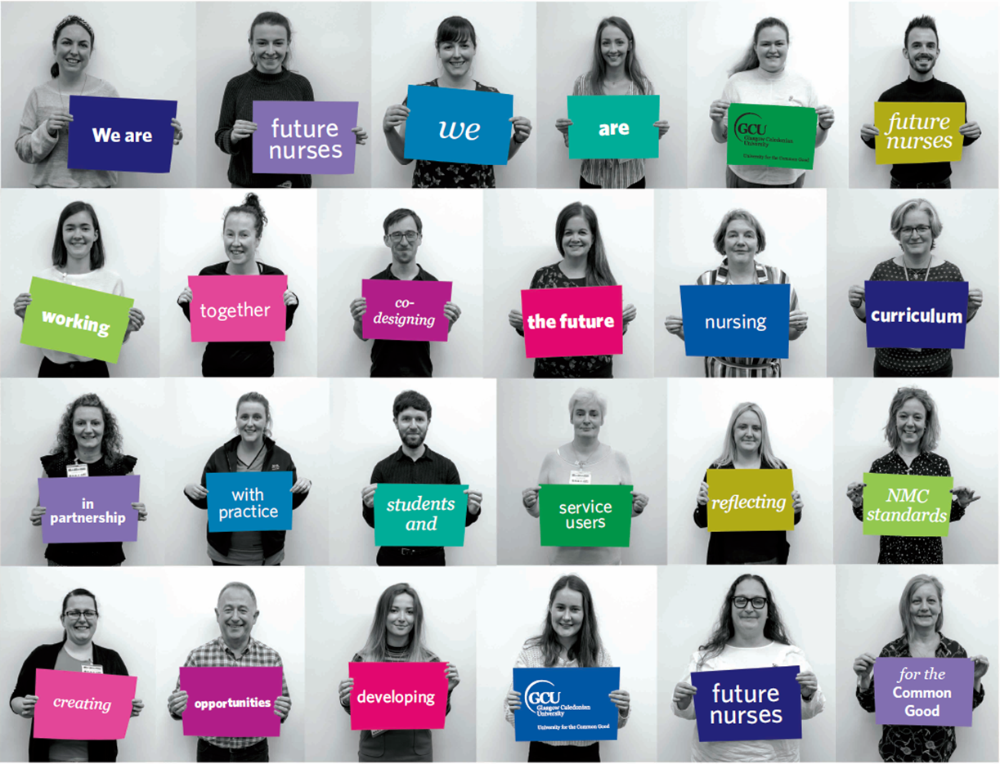 We are
future
nurses
we
are
GCU
Glasgow Caledonian
University
University for the Common Good
future
nurses
working
together
co-
designing
the future
nursing
curriculum
in
partnership
with
practice
students
and
service
users
reflecting
NMC
standards
creating
opportunities
developing
GCU
Glasgow Caledonian
University
University for the Common Good
future
nurses
for the
Common
Good